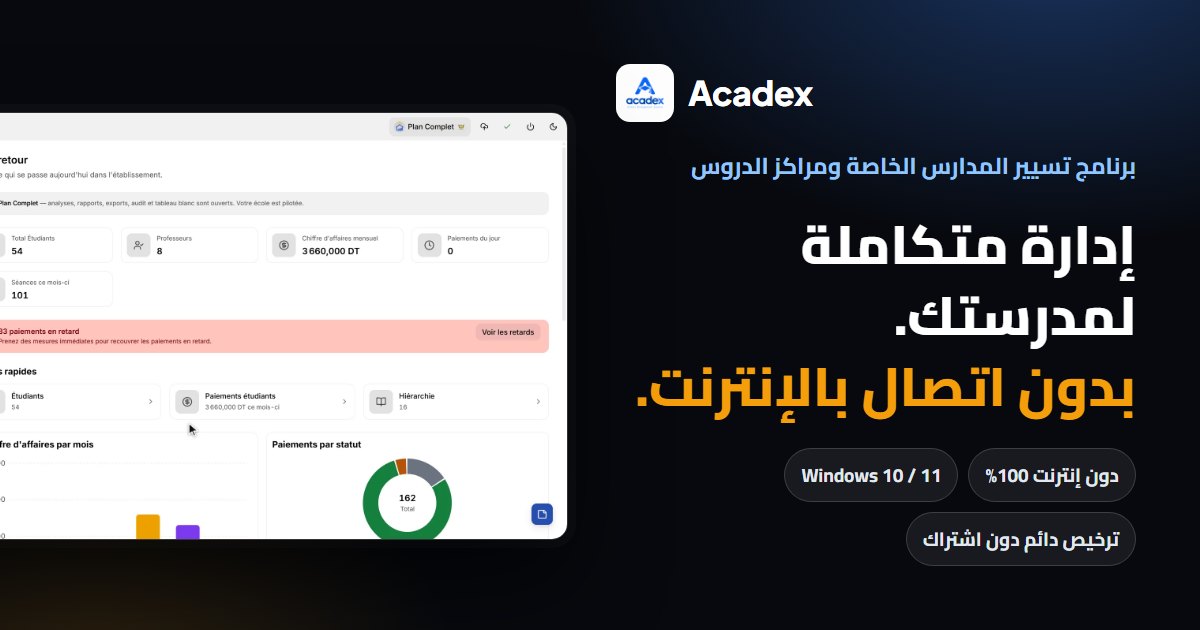 acadex
Acadex
برنامج تسيير المدارس الخاصة ومراكز الدروس
إدارة متكاملة
لمدرستك.
بدون اتصال بالإنترنت.
دون إنترنت 100%
Windows 10 / 11
ترخيص دائم دون اشتراك
Plan Complet
retour
e qui se passe aujourd'hui dans l'établissement.
Plan Complet — analyses, rapports, exports, audit et tableau blanc sont ouverts. Votre école est pilotée.
Total Étudiants
54
Professeurs
8
Chiffre d'affaires mensuel
3 660,000 DT
Paiements du jour
0
Séances ce mois-ci
101
33 paiements en retard
Prenez des mesures immédiates pour recouvrer les paiements en retard.
Voir les retards
s rapides
Étudiants
54
Paiements étudiants
3 660,000 DT ce mois-ci
Hiérarchie
16
fre d'affaires par mois
Paiements par statut
162
Total